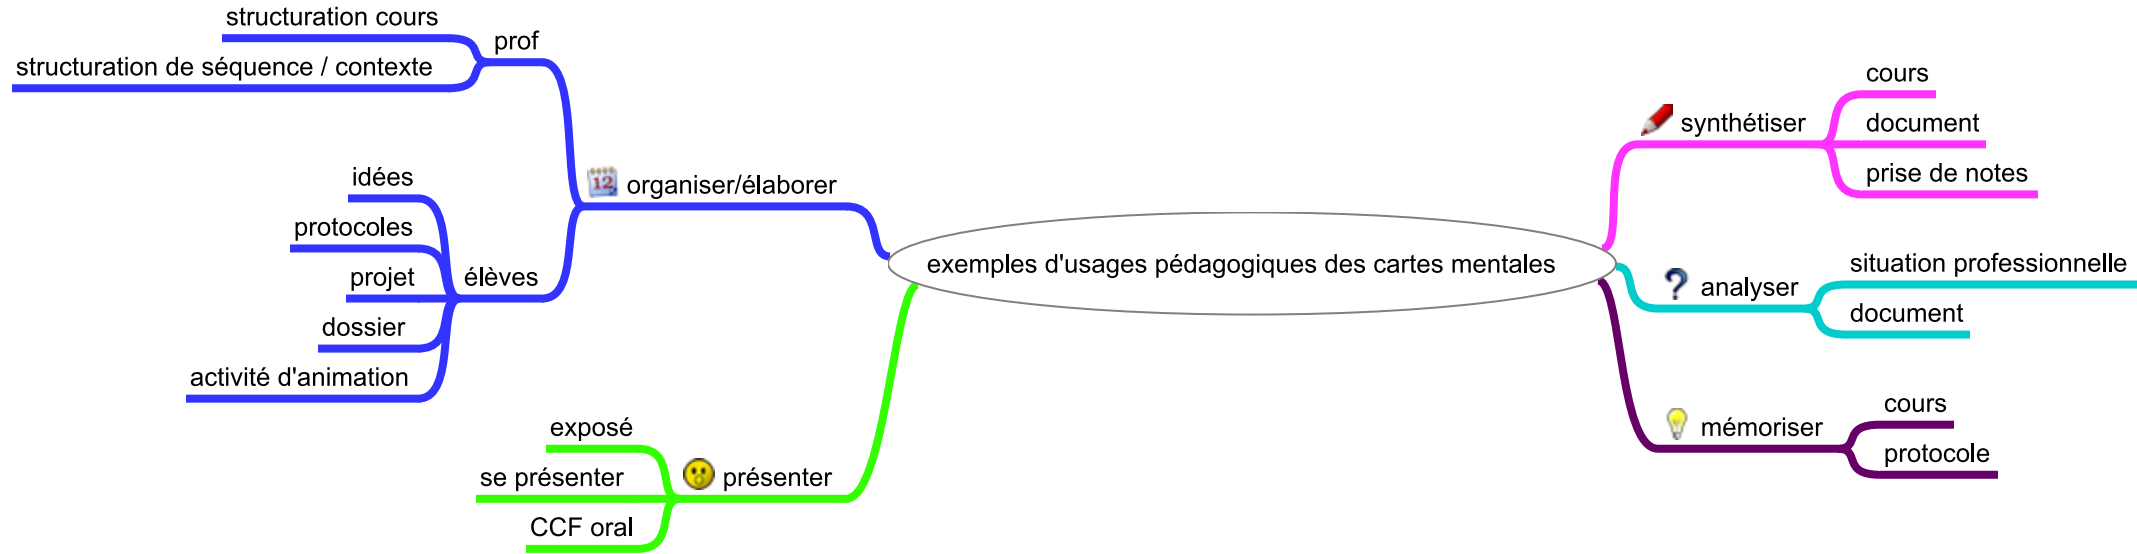 exemples d'usages pédagogiques des cartes mentales
organiser/élaborer
prof
structuration cours
structuration de séquence / contexte
élèves
idées
protocoles
projet
dossier
activité d'animation
présenter
exposé
se présenter
CCF oral
synthétiser
cours
document
prise de notes
analyser
situation professionnelle
document
mémoriser
cours
protocole
12